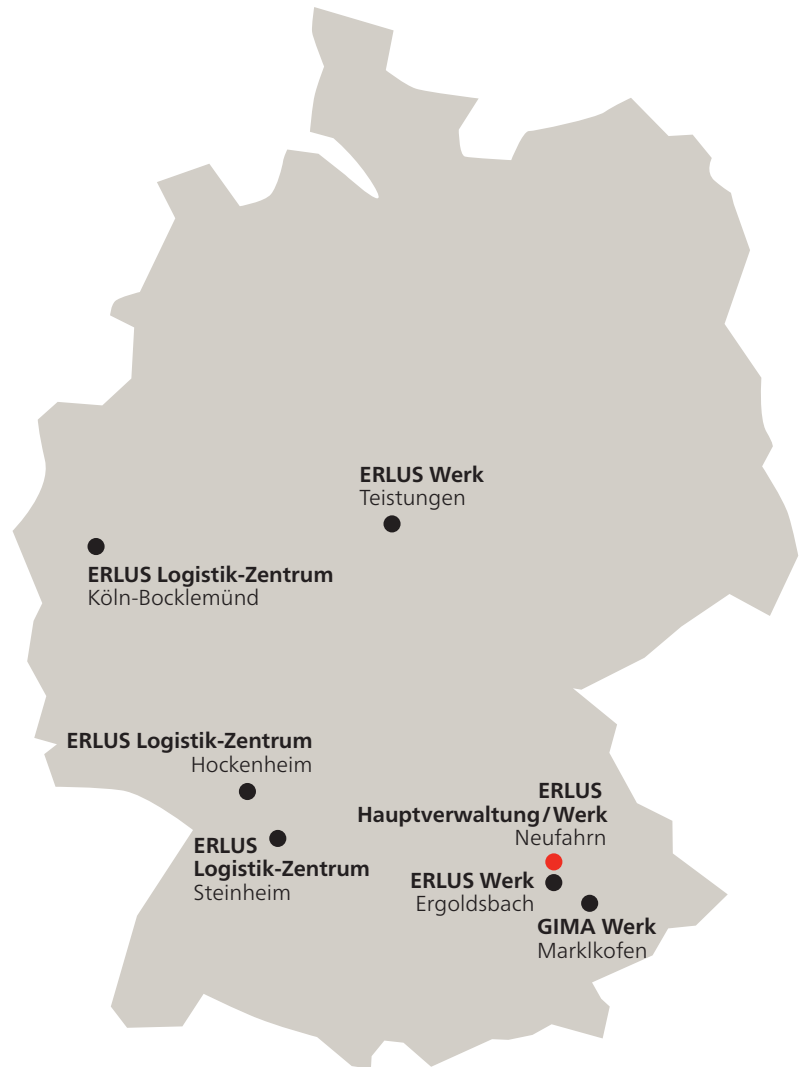 ERLUS Werk
Teistungen
ERLUS Logistik-Zentrum
Köln-Bocklemünd
ERLUS Logistik-Zentrum
Hockenheim
ERLUS
Logistik-Zentrum
Steinheim
ERLUS
Hauptverwaltung/Werk
Neufahrn
ERLUS Werk
Ergoldsbach
GIMA Werk
Marklkofen